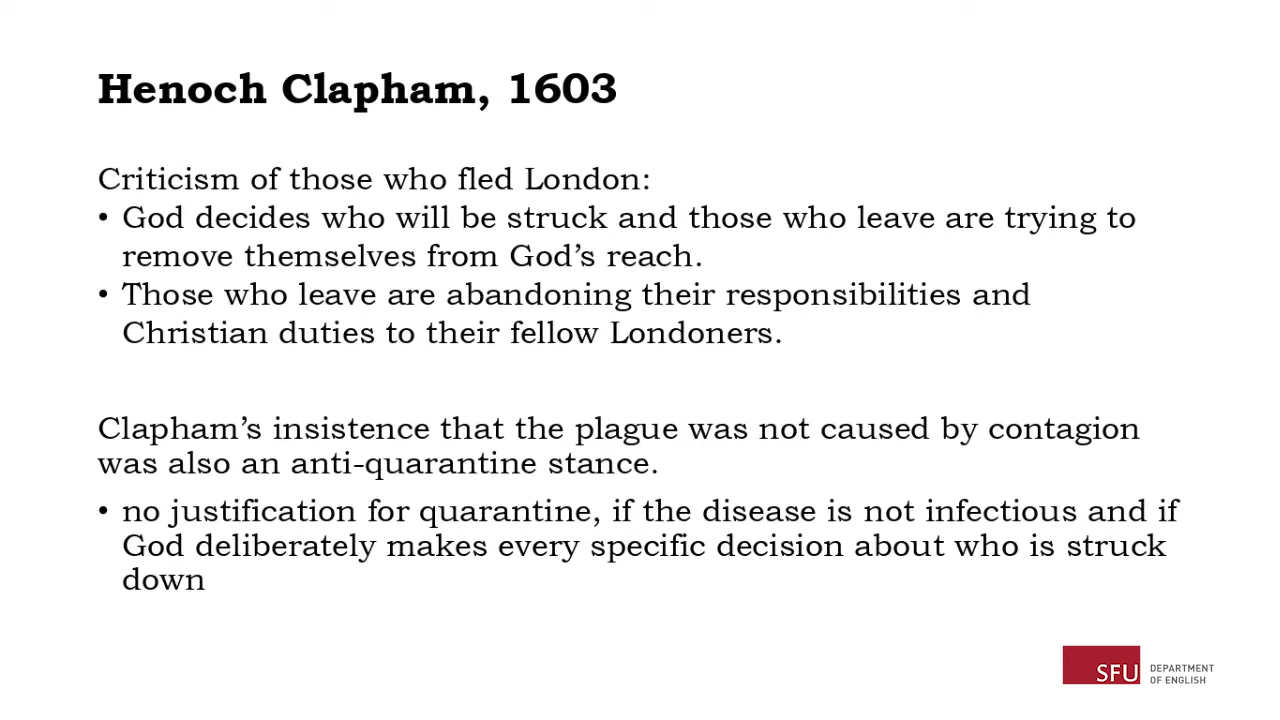 Henoch Clapham, 1603
Criticism of those who fled London:
• God decides who will be struck and those who leave are trying to
remove themselves from God’s reach.
• Those who leave are abandoning their responsibilities and
Christian duties to their fellow Londoners.
Clapham’s insistence that the plague was not caused by contagion
was also an anti-quarantine stance.
• no justification for quarantine, if the disease is not infectious and if
God deliberately makes every specific decision about who is struck
down
SFU
DEPARTMENT
OF ENGLISH